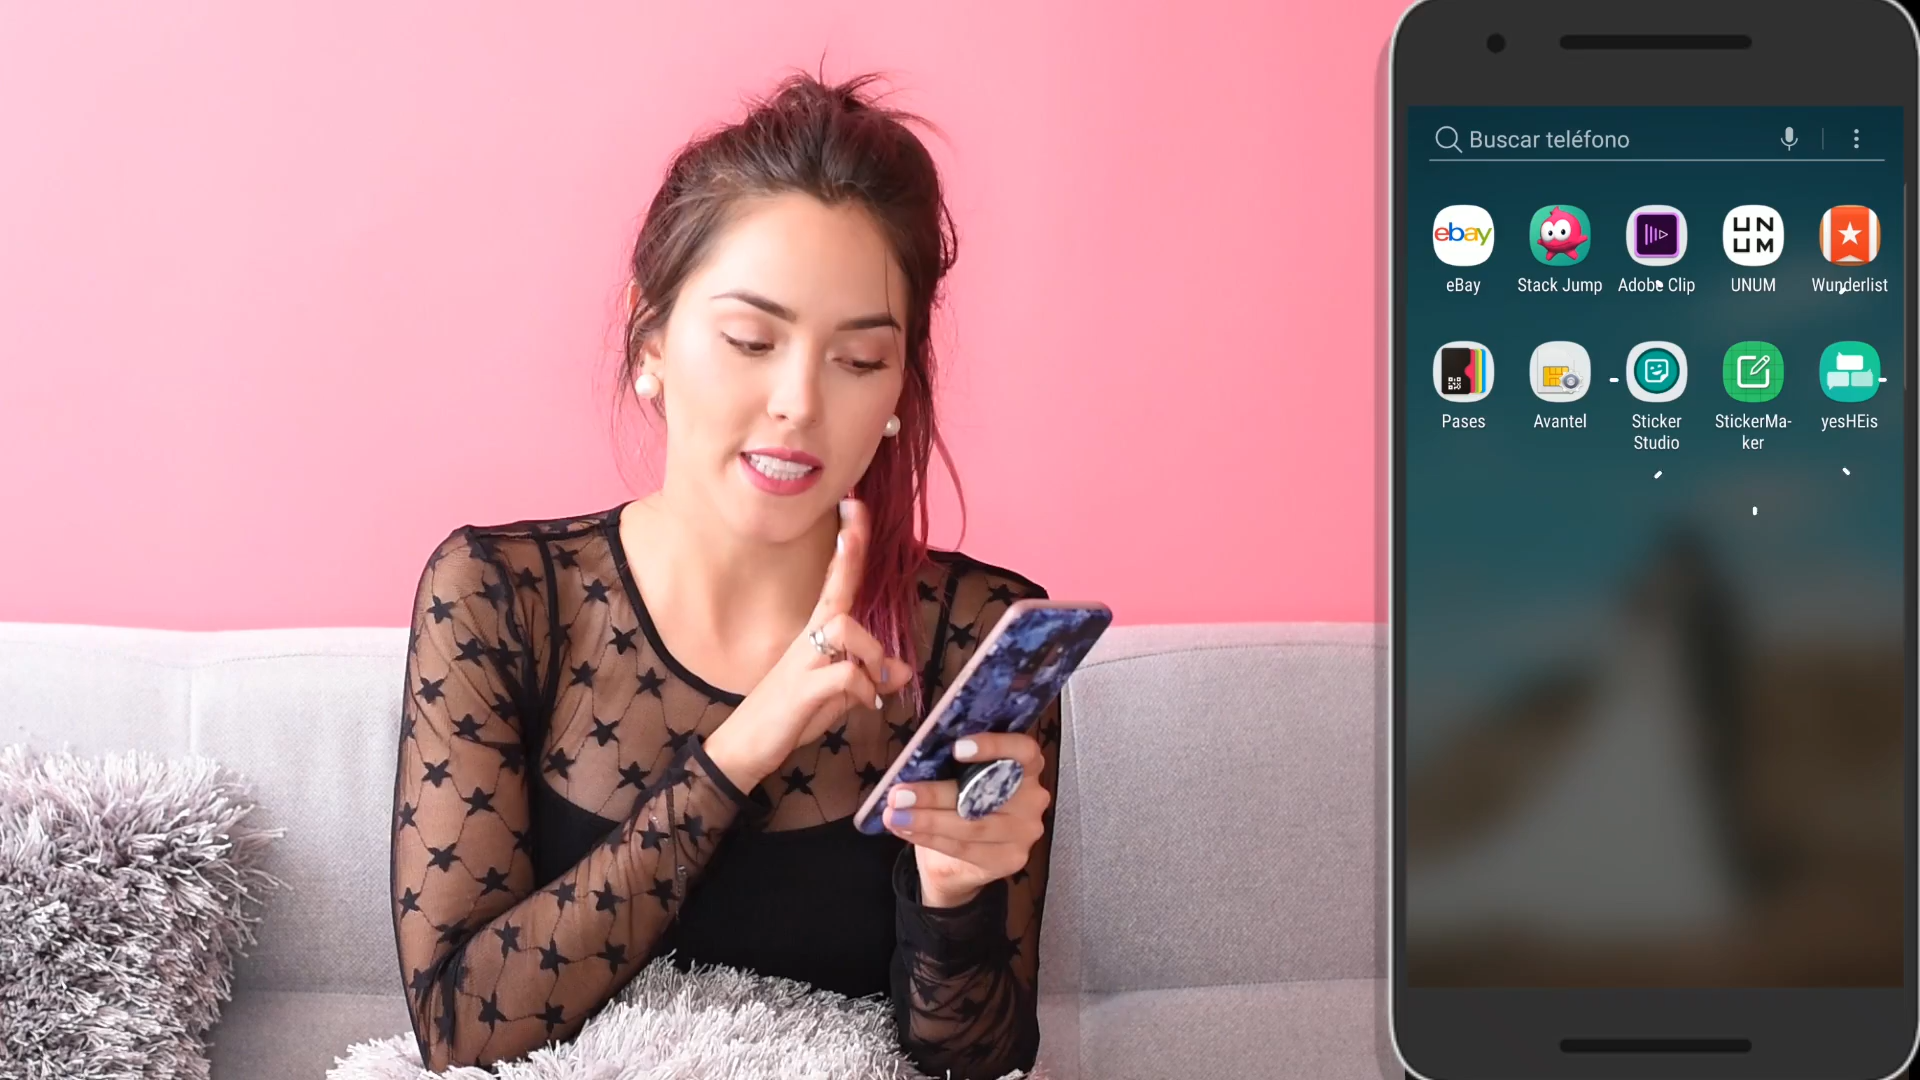 Buscar teléfono
ebay
UN
UM
eBay
Stack Jump
Adobe Clip
UNUM
Wunderlist
Pases
Avantel
Sticker
Studio
StickerMa-
ker
yesHEis